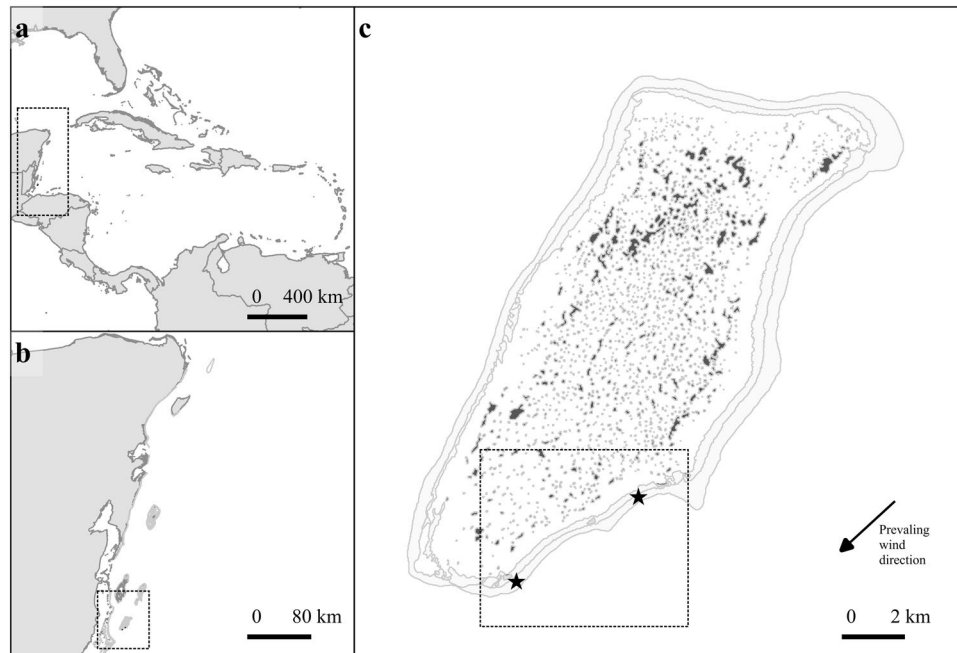 a
0 400 km
b
0 80 km
c
Prevaling
wind
direction
0 2 km